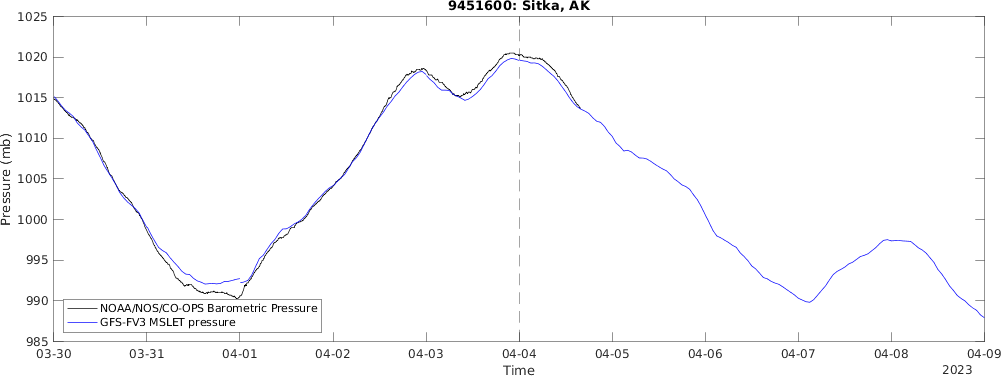 9451600: Sitka, AK
Pressure (mb)
1025
1020
1015
1010
1005
1000
995
990
985
NOAA/NOS/CO-OPS Barometric Pressure
GFS-FV3 MSLET pressure
03-30 03-31 04-01 04-02 04-03 04-04 04-05 04-06 04-07 04-08 04-09
Time
2023